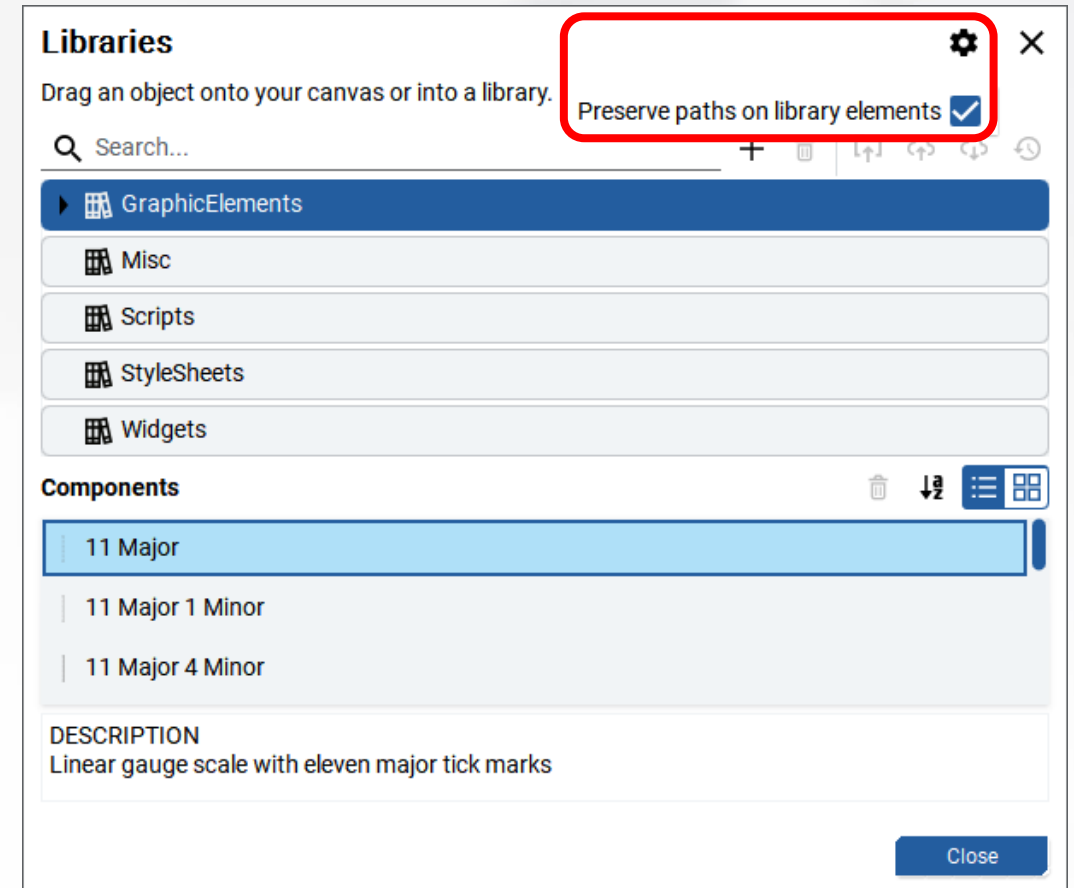 Libraries
Drag an object onto your canvas or into a library.
Preserve paths on library elements
Search...
GraphicElements
Misc
Scripts
StyleSheets
Widgets
Components
11 Major
11 Major 1 Minor
11 Major 4 Minor
DESCRIPTION
Linear gauge scale with eleven major tick marks
Close